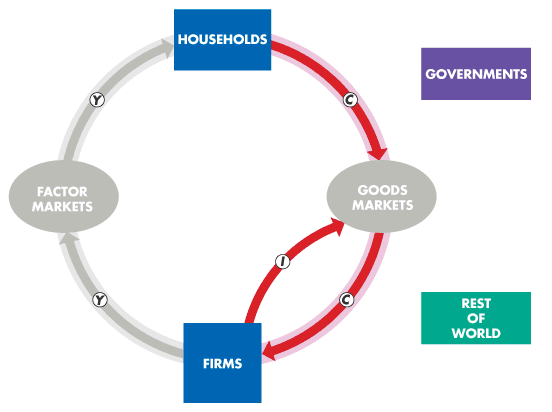 HOUSEHOLDS
GOVERNMENTS
Y
C
FACTOR
MARKETS
GOODS
MARKETS
I
Y
C
REST
OF
WORLD
FIRMS